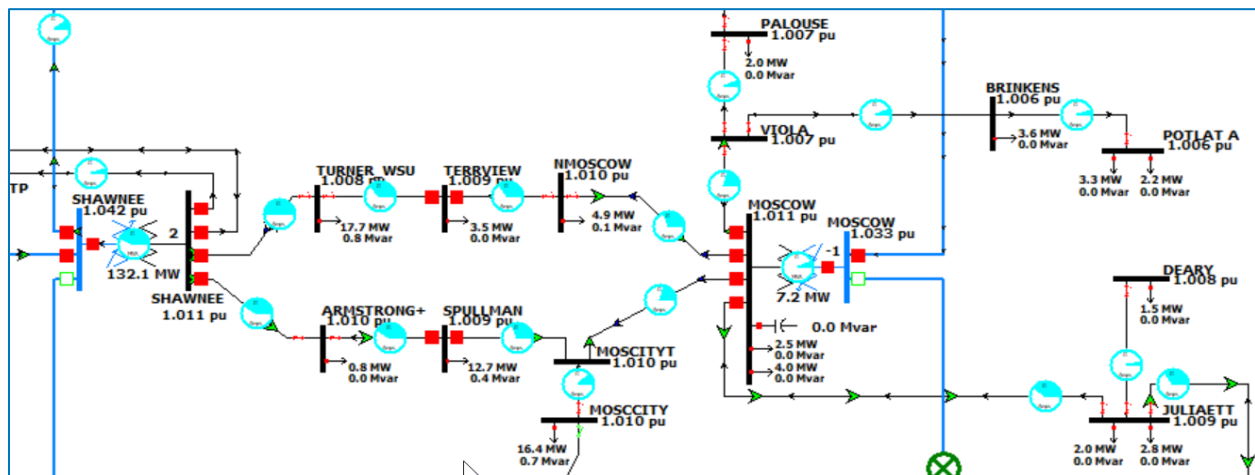 PALOUSE
1.007 pu
2.0 MW
0.0 Mvar
BRINKENS
1.006 pu
3.6 MW
0.0 Mvar
POTLAT A
1.006 pu
3.3 MW
0.0 Mvar
2.2 MW
0.0 Mvar
VIOLA
1.007 pu
TP
SHAWNEE
1.042 pu
2
132.1 MW
SHAWNEE
1.011 pu
TURNER_WSU
1.008 pu
17.7 MW
0.8 Mvar
TERRVIEW
1.009 pu
3.5 MW
0.0 Mvar
NMOSCOW
1.010 pu
4.9 MW
0.1 Mvar
MOSCOW
1.011 pu
MOSCOW
1.033 pu
-1
7.2 MW
0.0 Mvar
2.5 MW
0.0 Mvar
4.0 MW
0.0 Mvar
ARMSTRONG+
1.010 pu
0.8 MW
0.0 Mvar
SPULLMAN
1.009 pu
12.7 MW
0.4 Mvar
MOSCITYT
1.010 pu
MOSCCITY
1.010 pu
16.4 MW
0.7 Mvar
DEARY
1.008 pu
1.5 MW
0.0 Mvar
JULIAETT
1.009 pu
2.0 MW
0.0 Mvar
2.8 MW
0.0 Mvar